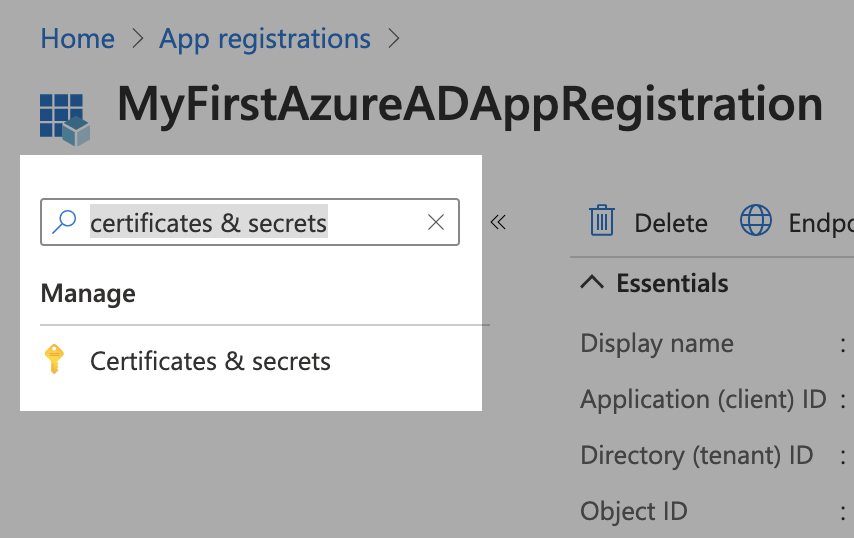 Home > App registrations >
MyFirstAzureADAppRegistration
certificates & secrets
Manage
Certificates & secrets
Delete
Essentials
Display name :
Application (client) ID :
Directory (tenant) ID :
Object ID :